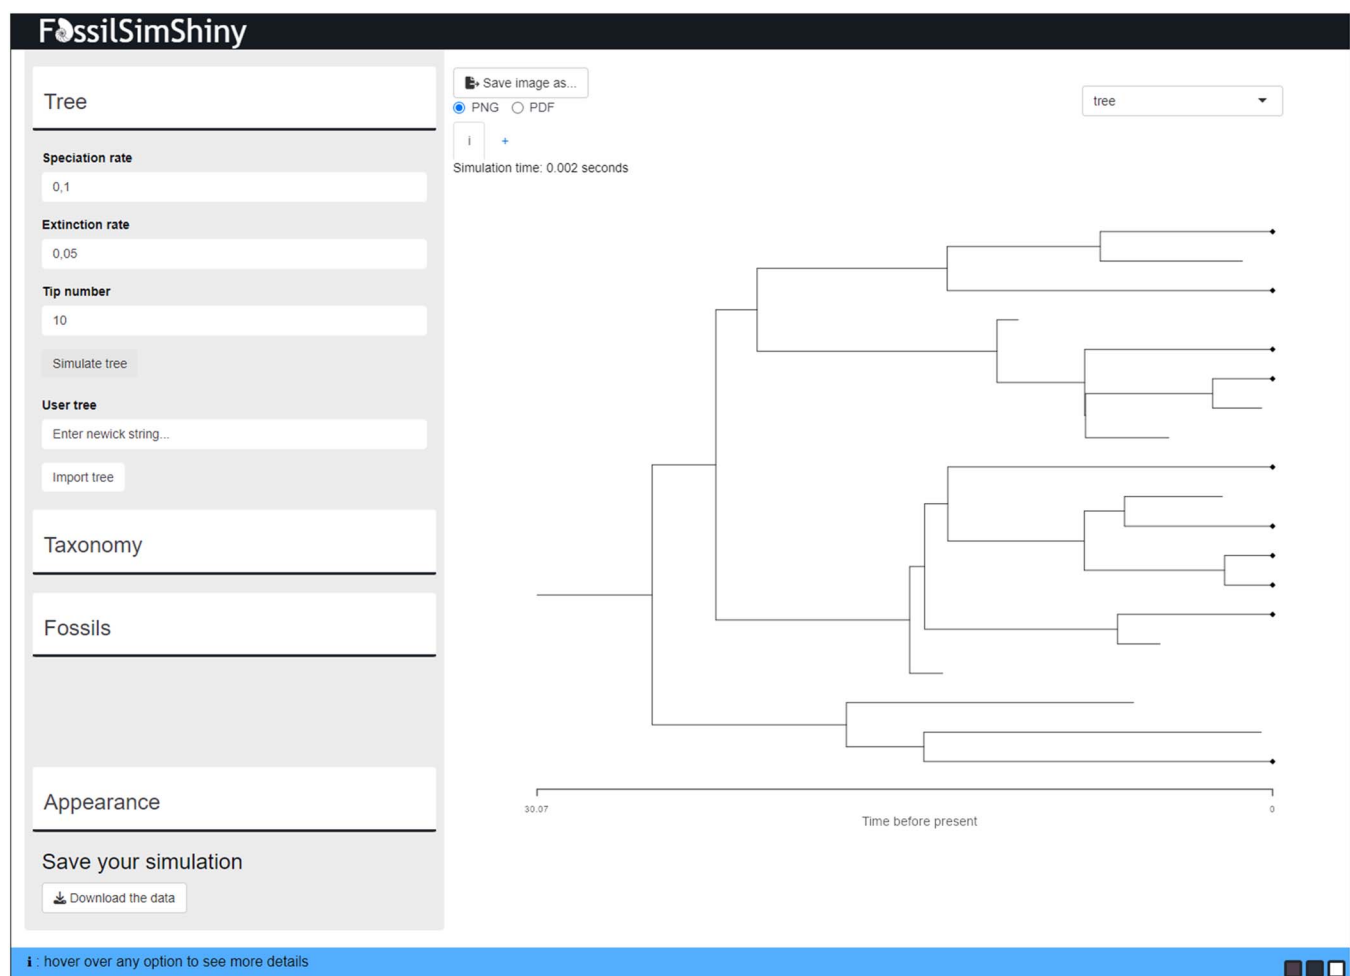 FossilSimShiny
Tree
Speciation rate
0,1
Extinction rate
0,05
Tip number
10
Simulate tree
User tree
Enter newick string...
Import tree
Taxonomy
Fossils
Appearance
Save your simulation
Download the data
Save image as...
PNG PDF
i +
Simulation time: 0.002 seconds
tree
30.07 0
Time before present
i : hover over any option to see more details